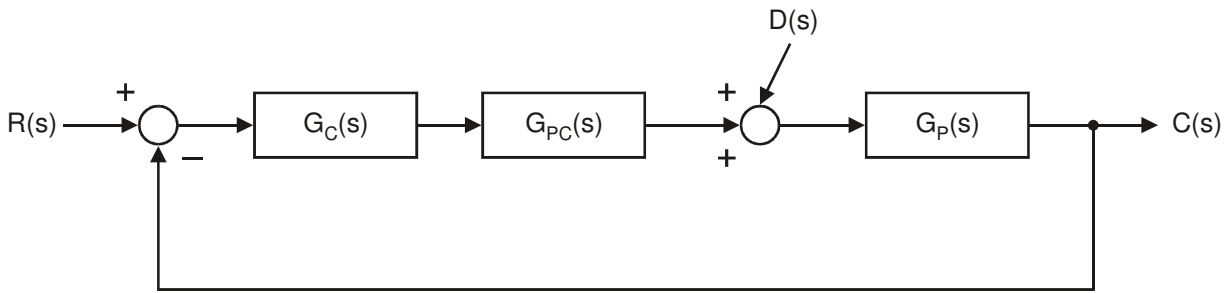 D(s)
+ + 
R(s) G_C(s) G_PC(s) G_P(s) C(s)
− +